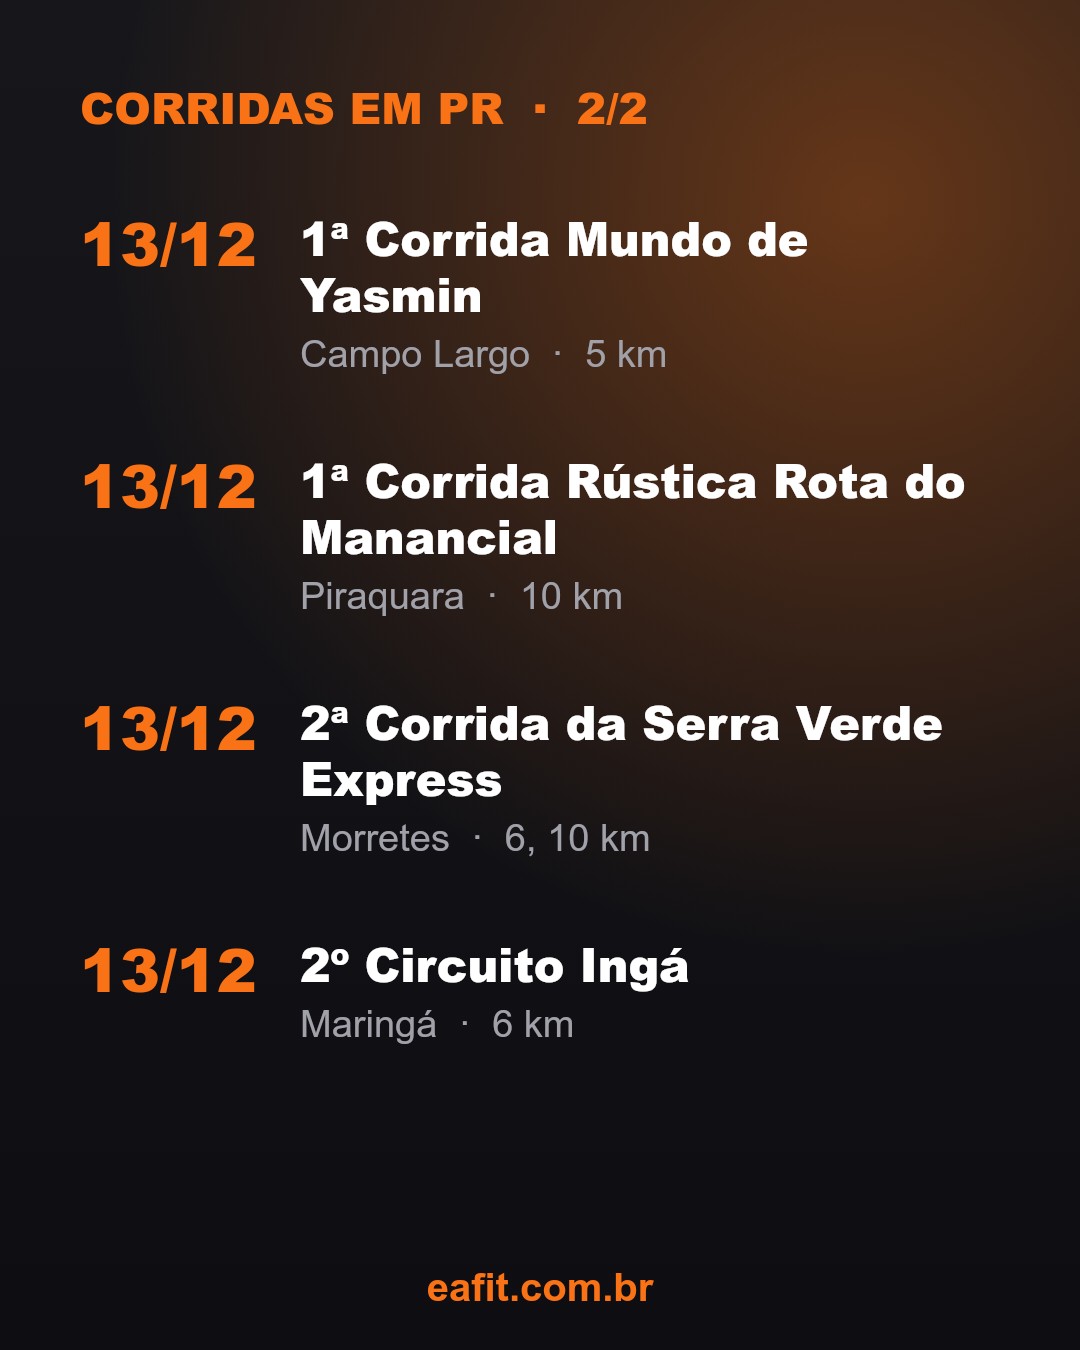 CORRIDAS EM PR · 2/2
13/12 1ª Corrida Mundo de
Yasmin
Campo Largo · 5 km
13/12 1ª Corrida Rústica Rota do
Manancial
Piraquara · 10 km
13/12 2ª Corrida da Serra Verde
Express
Morretes · 6, 10 km
13/12 2º Circuito Ingá
Maringá · 6 km
eafit.com.br